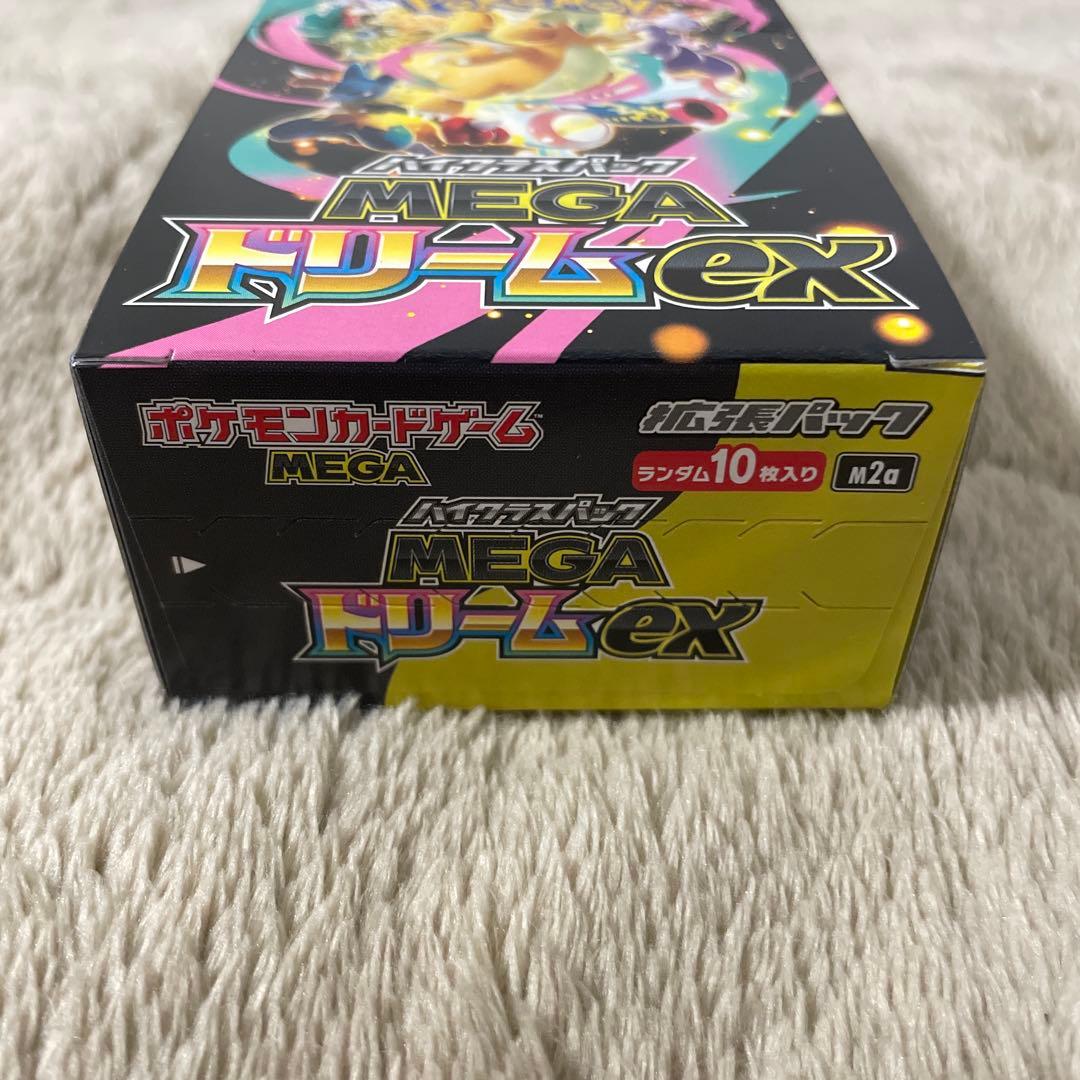 ハイクラスパック
MEGA
ドリームex
ポケモンカードゲーム™
MEGA
拡張パック
ランダム10枚入り
M2a
ハイクラスパック
MEGA
ドリームex